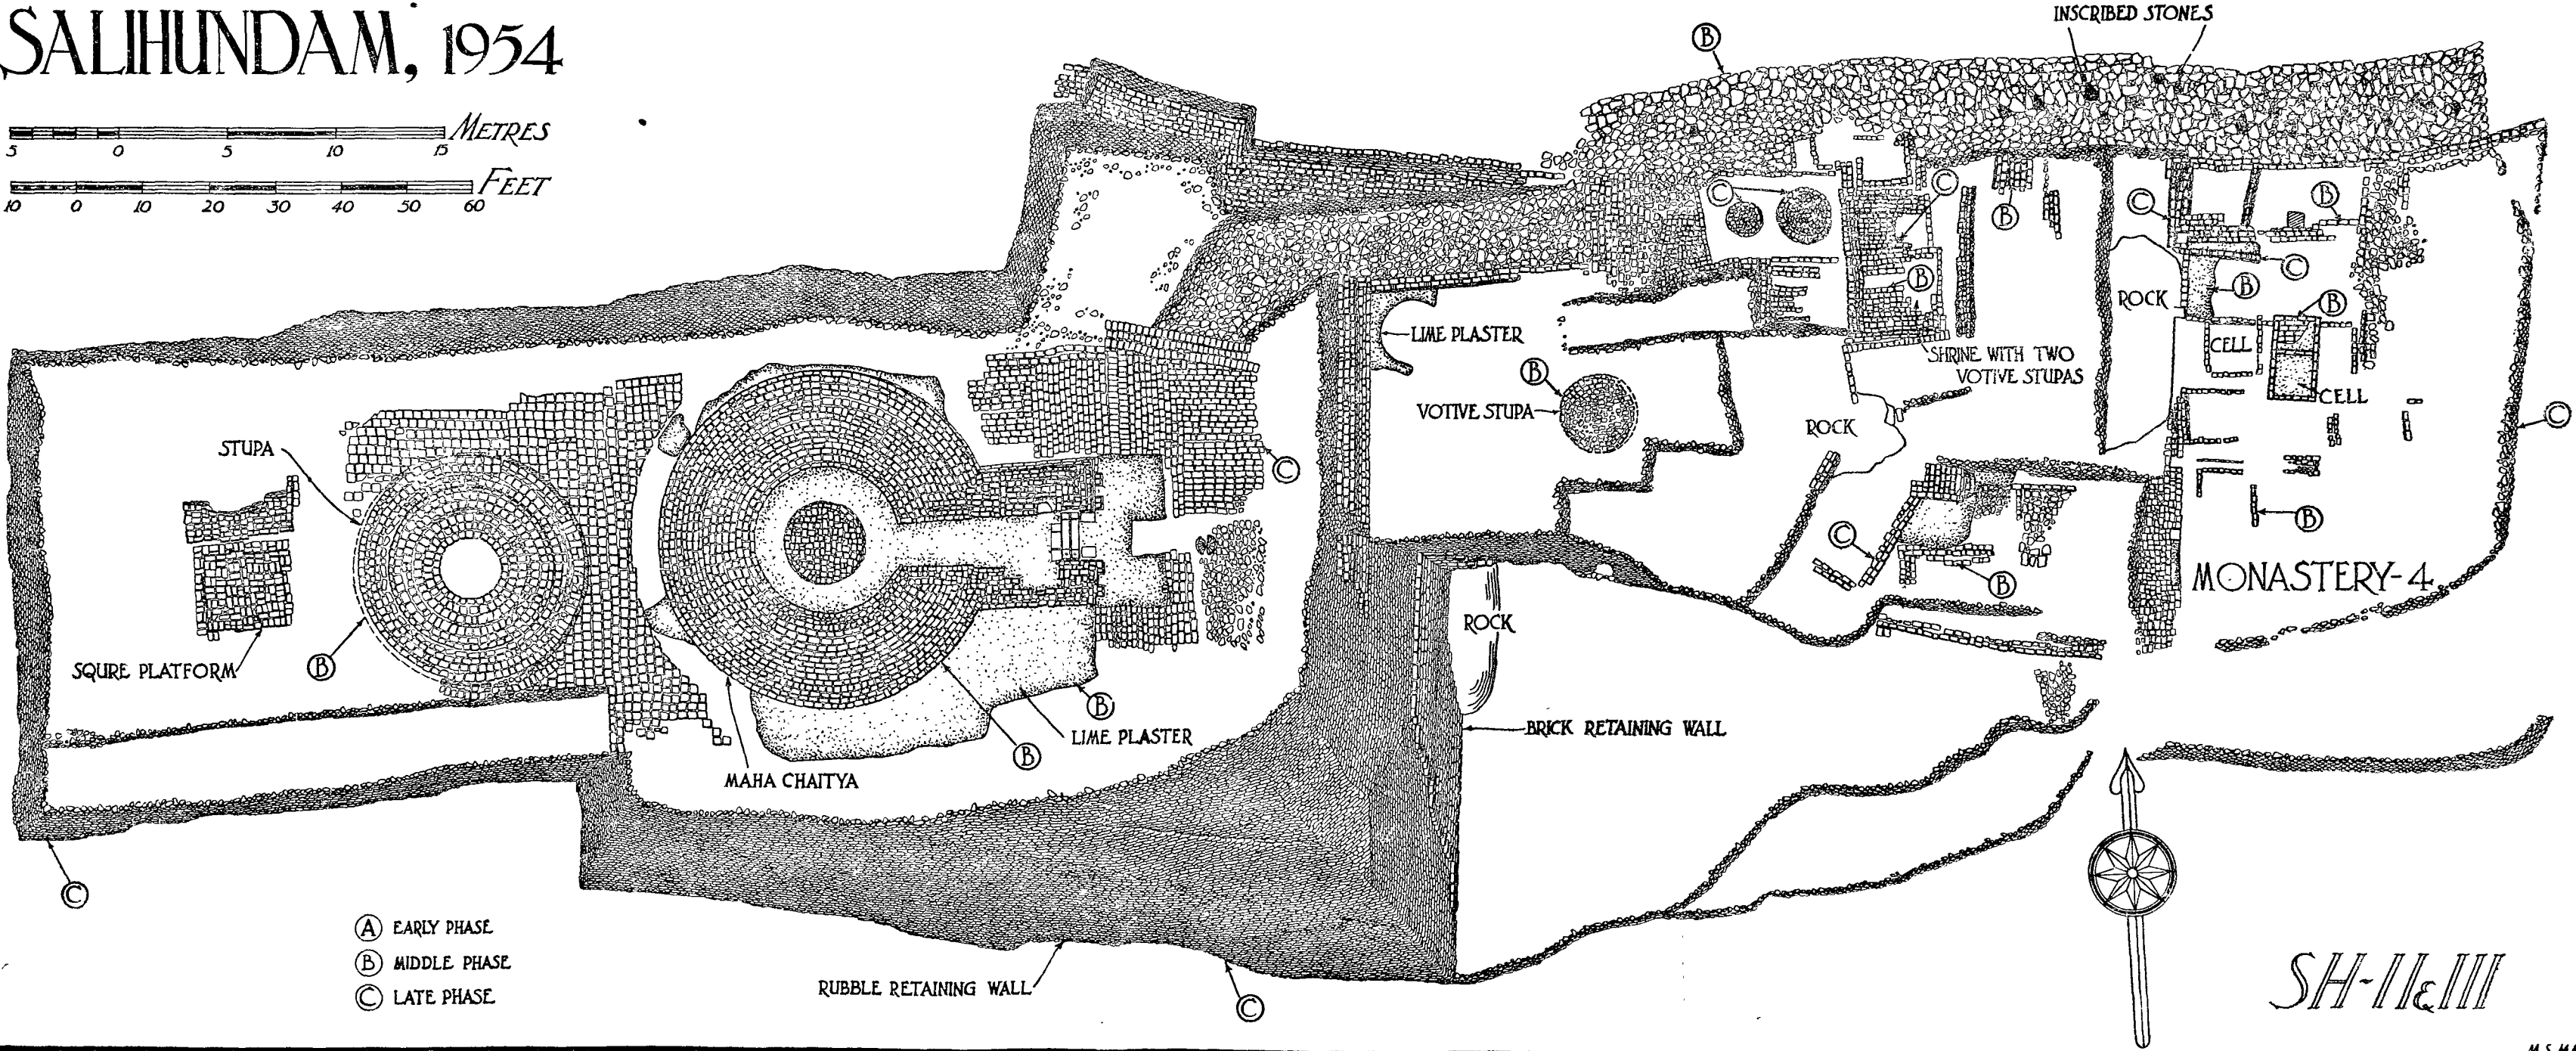 SALIHUNDAM, 1954
METRES
5 0 5 10 15
FEET
10 0 10 20 30 40 50 60
INSCRIBED STONES
B
C
C
B
C
B
B
C
B
B
ROCK
LIME PLASTER
CELL
SHRINE WITH TWO
VOTIVE STUPAS
B
VOTIVE STUPA
CELL
C
ROCK
STUPA
C
B
C
B
MONASTERY-4
ROCK
SQURE PLATFORM
B
B
LIME PLASTER
B
BRICK RETAINING WALL
MAHA CHAITYA
C
A EARLY PHASE
B MIDDLE PHASE
C LATE PHASE
RUBBLE RETAINING WALL
C
SH-II&III